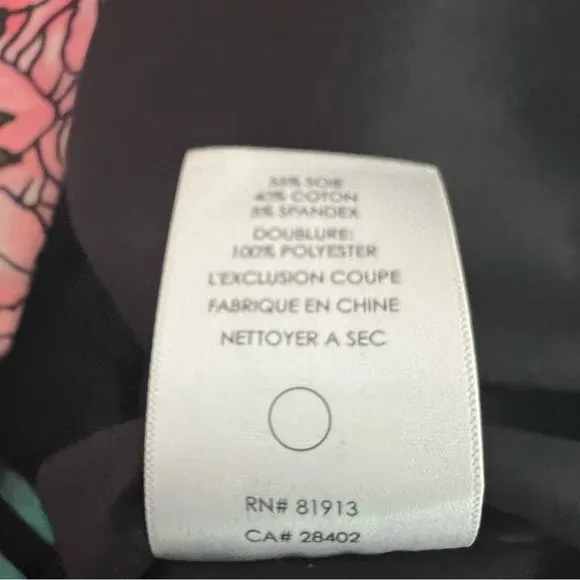 55% SOIE
40% COTON
5% SPANDEX
DOUBLURE:
100% POLYESTER
L'EXCLUSION COUPE
FABRIQUE EN CHINE
NETTOYER A SEC
RN# 81913
CA# 28402